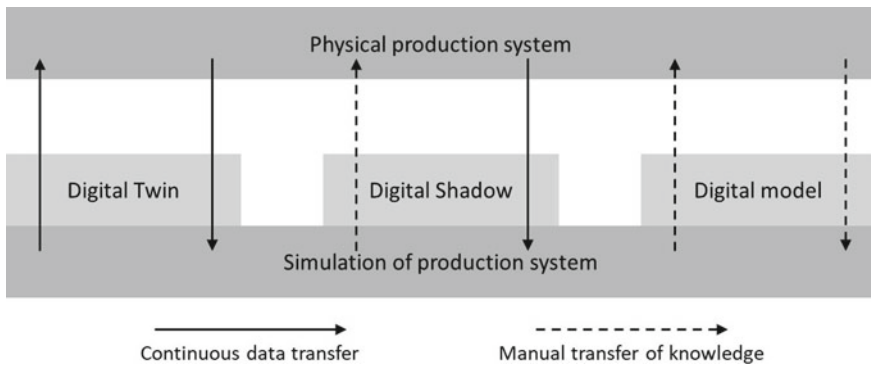 Physical production system
Digital Twin
Digital Shadow
Digital model
Simulation of production system
Continuous data transfer
Manual transfer of knowledge